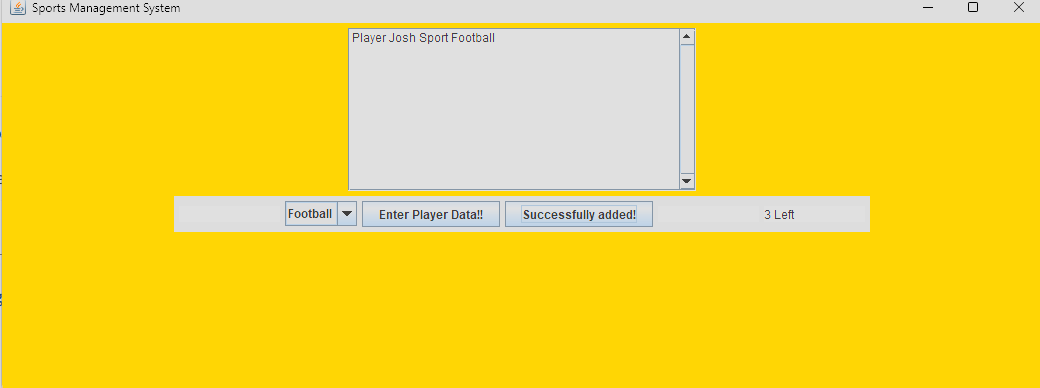 Sports Management System
Player Josh Sport Football
Football
Enter Player Data!!
Successfully added!
3 Left